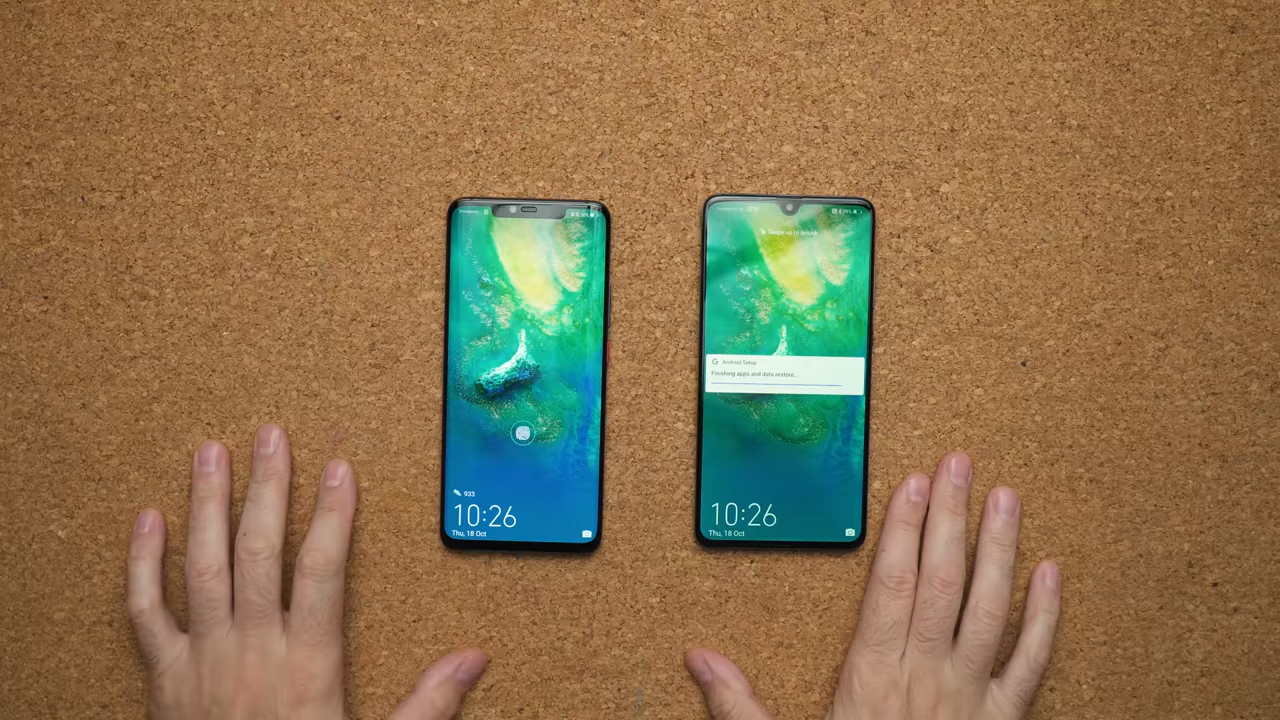 933
10:26
Thu, 18 Oct
Swipe up to unlock
Android Setup
Finishing apps and data restore...
10:26
Thu, 18 Oct